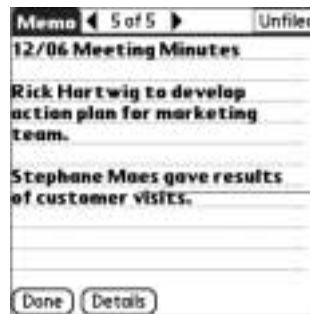 Memo 5 of 5 Unfiled
12/06 Meeting Minutes
Rick Hartwig to develop
action plan for marketing
team.
Stephane Maes gave results
of customer visits.
Done Details